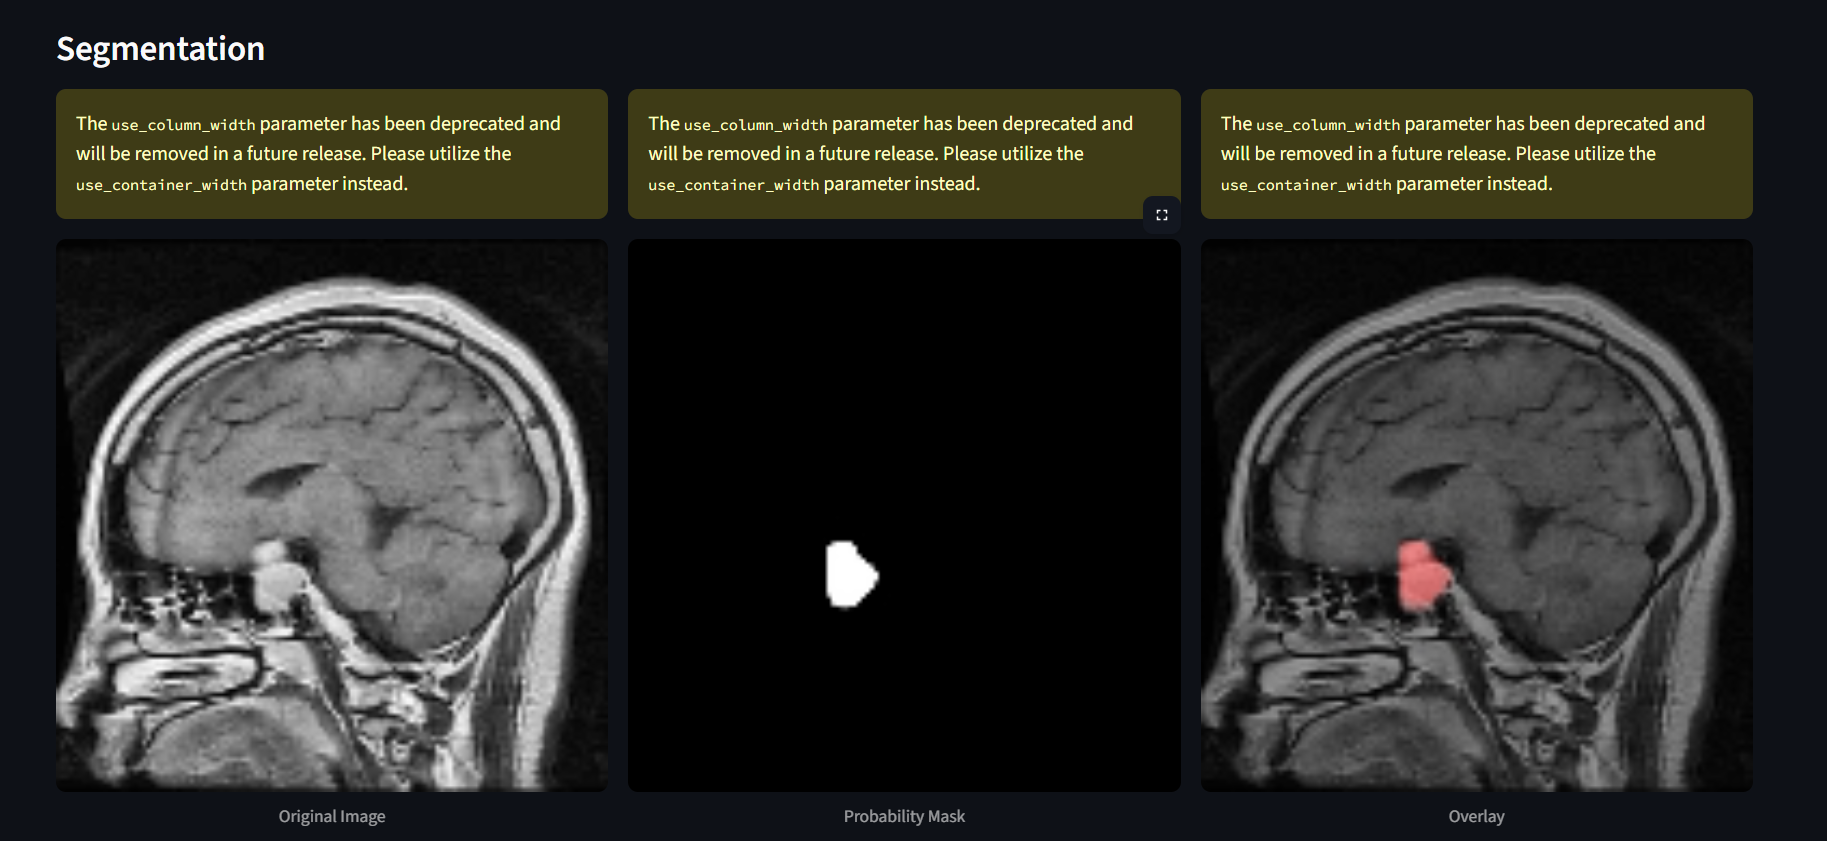 Segmentation
The use_column_width parameter has been deprecated and
will be removed in a future release. Please utilize the
use_container_width parameter instead.
The use_column_width parameter has been deprecated and
will be removed in a future release. Please utilize the
use_container_width parameter instead.
The use_column_width parameter has been deprecated and
will be removed in a future release. Please utilize the
use_container_width parameter instead.
Original Image
Probability Mask
Overlay